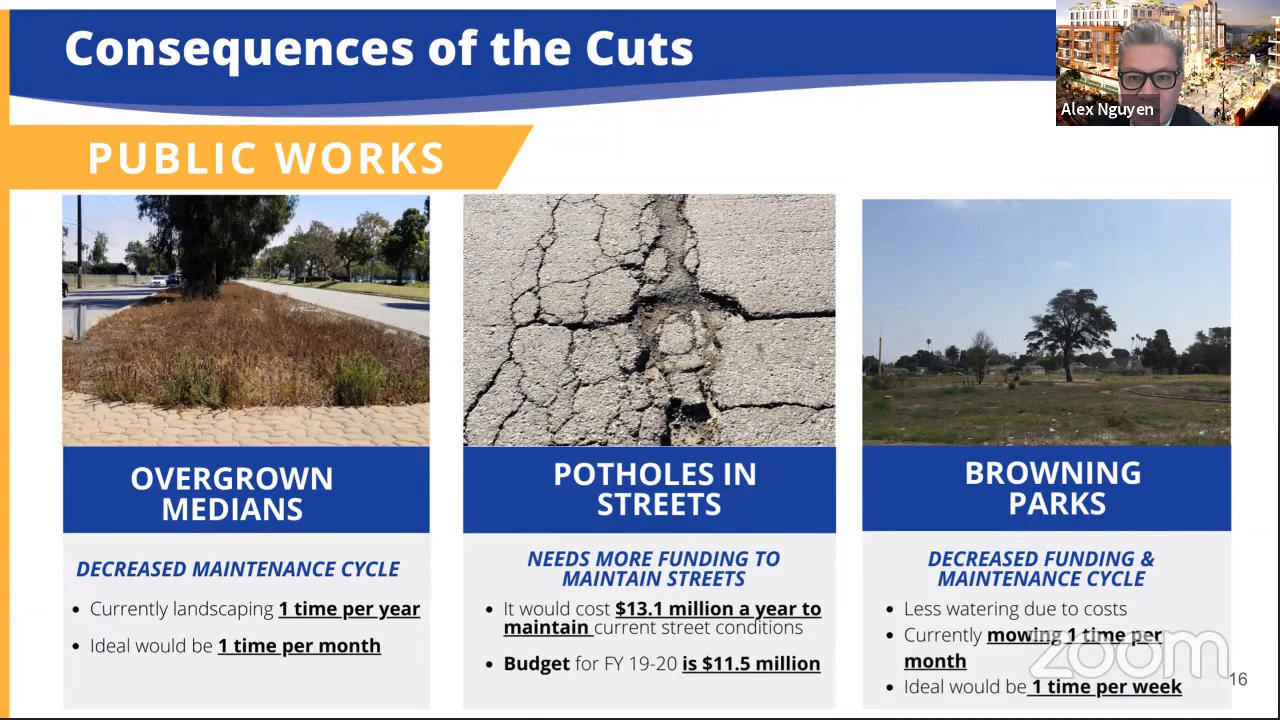 Consequences of the Cuts
Alex Nguyen
PUBLIC WORKS
OVERGROWN
MEDIANS
DECREASED MAINTENANCE CYCLE
• Currently landscaping 1 time per year
• Ideal would be 1 time per month
POTHOLES IN
STREETS
NEEDS MORE FUNDING TO
MAINTAIN STREETS
• It would cost $13.1 million a year to
maintain current street conditions
• Budget for FY 19-20 is $11.5 million
BROWNING
PARKS
DECREASED FUNDING &
MAINTENANCE CYCLE
• Less watering due to costs
• Currently mowing 1 time per
month
• Ideal would be 1 time per week
zoom
16